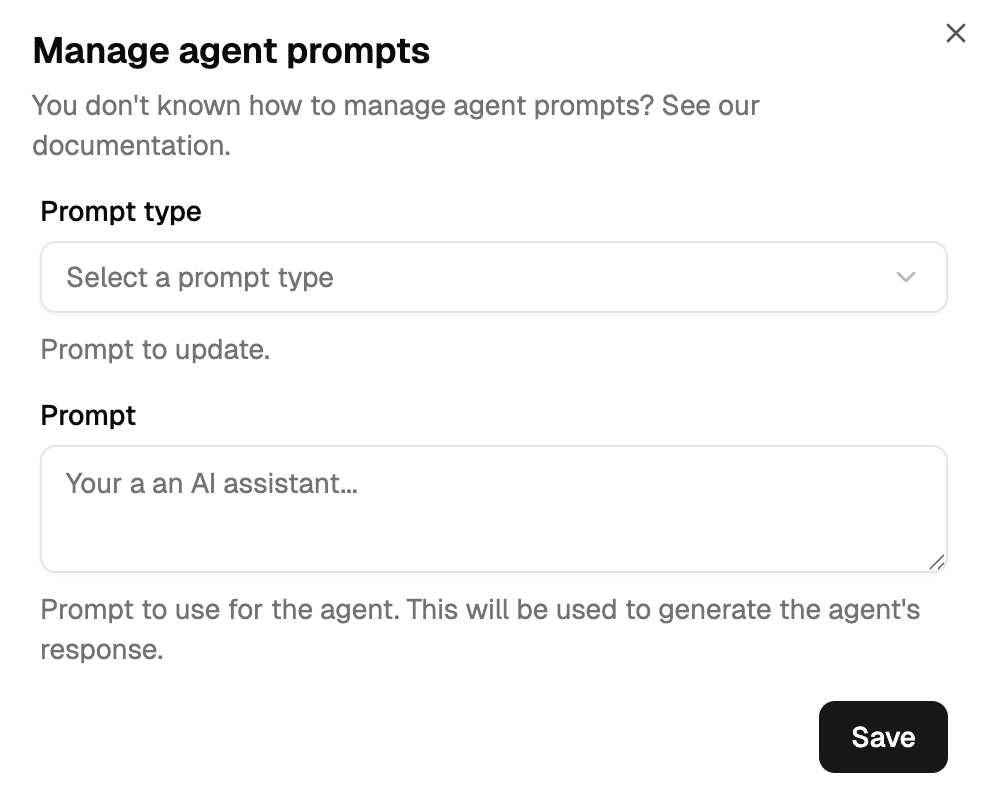 Manage agent prompts
You don't known how to manage agent prompts? See our
documentation.
Prompt type
Select a prompt type
Prompt to update.
Prompt
Your a an AI assistant...
Prompt to use for the agent. This will be used to generate the agent's
response.
Save